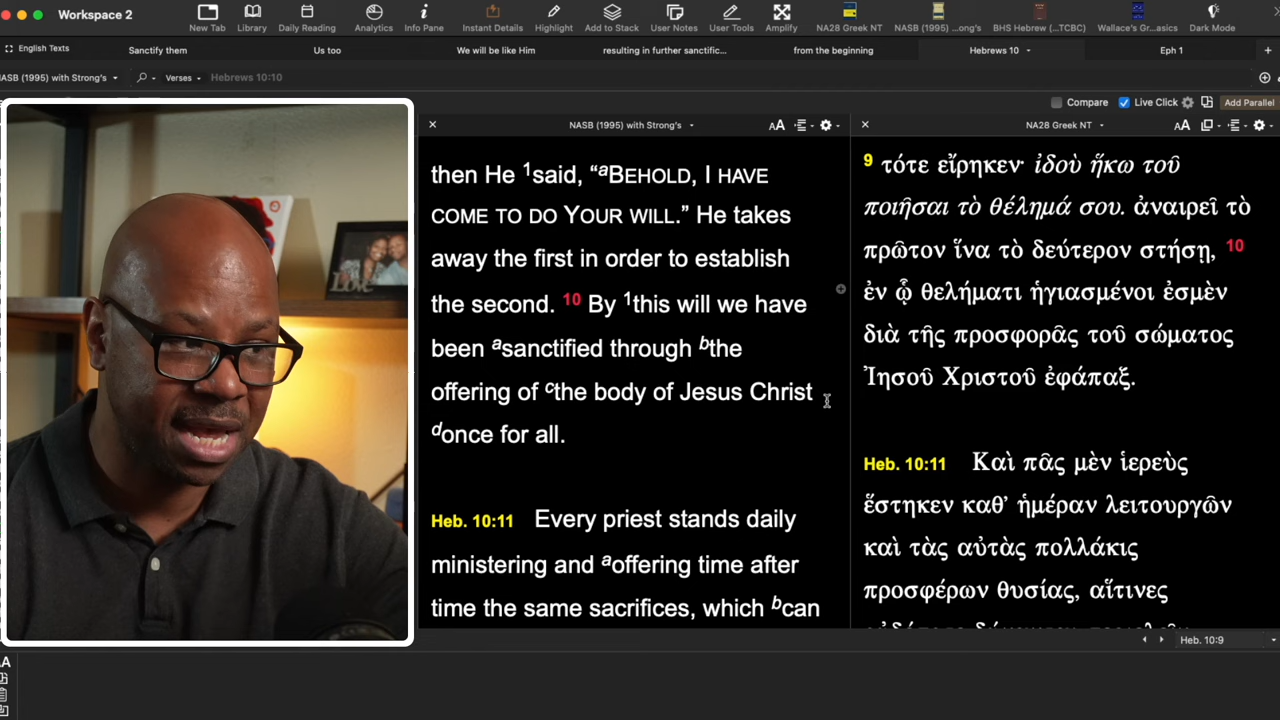 Workspace 2
New Tab
Library
Daily Reading
Analytics
Info Pane
Instant Details
Highlight
Add to Stack
User Notes
User Tools
Amplify
NA28 Greek NT
NASB (1995) ...ong's
BHS Hebrew (...TCBC)
Wallace's Gr...asics
Dark Mode
English Texts
Sanctify them
Us too
We will be like Him
resulting in further sanctific...
from the beginning
Hebrews 10
Eph 1
NASB (1995) with Strong's
Verses
Hebrews 10:10
Compare
Live Click
Add Parallel
NASB (1995) with Strong's
then He 1said, “aBEHOLD, I HAVE
COME TO DO YOUR WILL.” He takes
away the first in order to establish
the second. 10 By 1this will we have
been asanctified through bthe
offering of cthe body of Jesus Christ
donce for all.
Heb. 10:11 Every priest stands daily
ministering and aoffering time after
time the same sacrifices, which bcan
NA28 Greek NT
9 τότε εἴρηκεν· ἰδοὺ ἥκω τοῦ
ποιῆσαι τὸ θέλημά σου. ἀναιρεῖ τὸ
πρῶτον ἵνα τὸ δεύτερον στήσῃ, 10
ἐν ᾧ θελήματι ἡγιασμένοι ἐσμὲν
διὰ τῆς προσφορᾶς τοῦ σώματος
Ἰησοῦ Χριστοῦ ἐφάπαξ.
Heb. 10:11 Καὶ πᾶς μὲν ἱερεὺς
ἕστηκεν καθ’ ἡμέραν λειτουργῶν
καὶ τὰς αὐτὰς πολλάκις
προσφέρων θυσίας, αἵτινες
Heb. 10:9